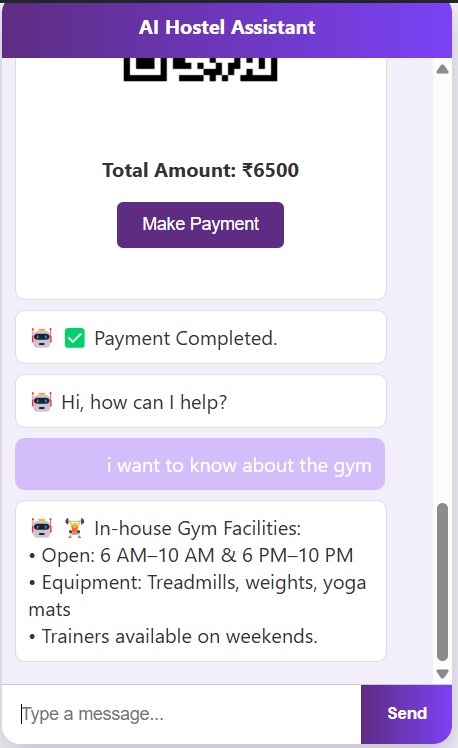 AI Hostel Assistant
Total Amount: ₹6500
Make Payment
Payment Completed.
Hi, how can I help?
i want to know about the gym
In-house Gym Facilities:
• Open: 6 AM–10 AM & 6 PM–10 PM
• Equipment: Treadmills, weights, yoga
mats
• Trainers available on weekends.
Type a message...
Send